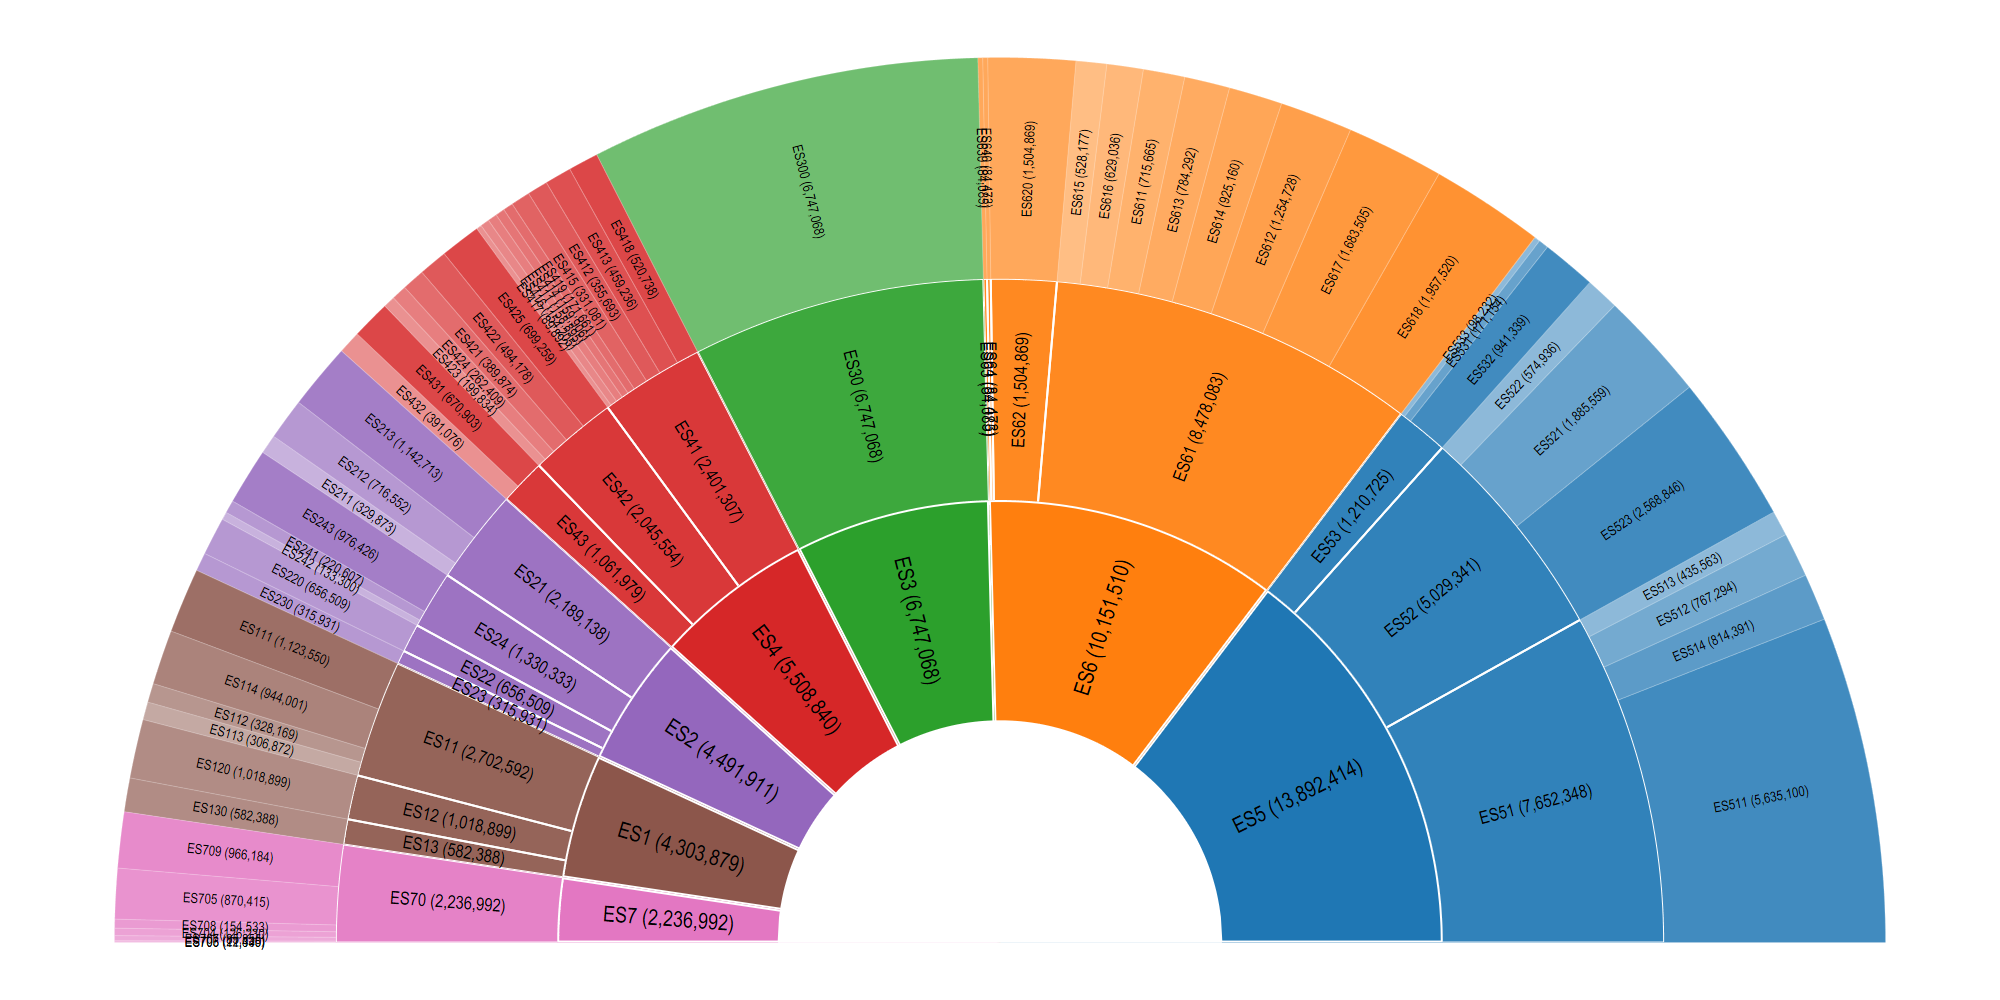 ES7 (2,236,992)
ES1 (4,303,879)
ES2 (4,491,911)
ES4 (5,508,840)
ES3 (6,747,068)
ES6 (10,151,510)
ES5 (13,892,414)
ES70 (2,236,992)
ES13 (582,388)
ES12 (1,018,899)
ES11 (2,702,592)
ES23 (315,931)
ES22 (656,509)
ES24 (1,330,333)
ES21 (2,189,138)
ES43 (1,061,979)
ES42 (2,045,554)
ES41 (2,401,307)
ES30 (6,747,068)
ES62 (1,504,869)
ES61 (8,478,083)
ES53 (1,210,725)
ES52 (5,029,341)
ES51 (7,652,348)
ES708 (154,533)
ES705 (870,415)
ES709 (966,184)
ES130 (582,388)
ES120 (1,018,899)
ES113 (306,872)
ES112 (328,169)
ES114 (944,001)
ES111 (1,123,550)
ES230 (315,931)
ES220 (656,509)
ES242 (133,300)
ES241 (220,607)
ES243 (976,426)
ES211 (329,873)
ES212 (716,552)
ES213 (1,142,713)
ES432 (391,076)
ES431 (670,903)
ES423 (199,834)
ES424 (262,409)
ES421 (389,874)
ES422 (494,178)
ES425 (699,259)
ES415 (331,081)
ES412 (355,693)
ES413 (459,236)
ES418 (520,738)
ES300 (6,747,068)
ES620 (1,504,869)
ES615 (528,177)
ES616 (629,036)
ES611 (715,665)
ES613 (784,292)
ES614 (925,160)
ES612 (1,254,728)
ES617 (1,683,505)
ES618 (1,957,520)
ES533 (98,232)
ES531 (171,154)
ES532 (941,339)
ES522 (574,936)
ES521 (1,885,559)
ES523 (2,568,846)
ES513 (435,563)
ES512 (767,294)
ES514 (814,391)
ES511 (5,635,100)